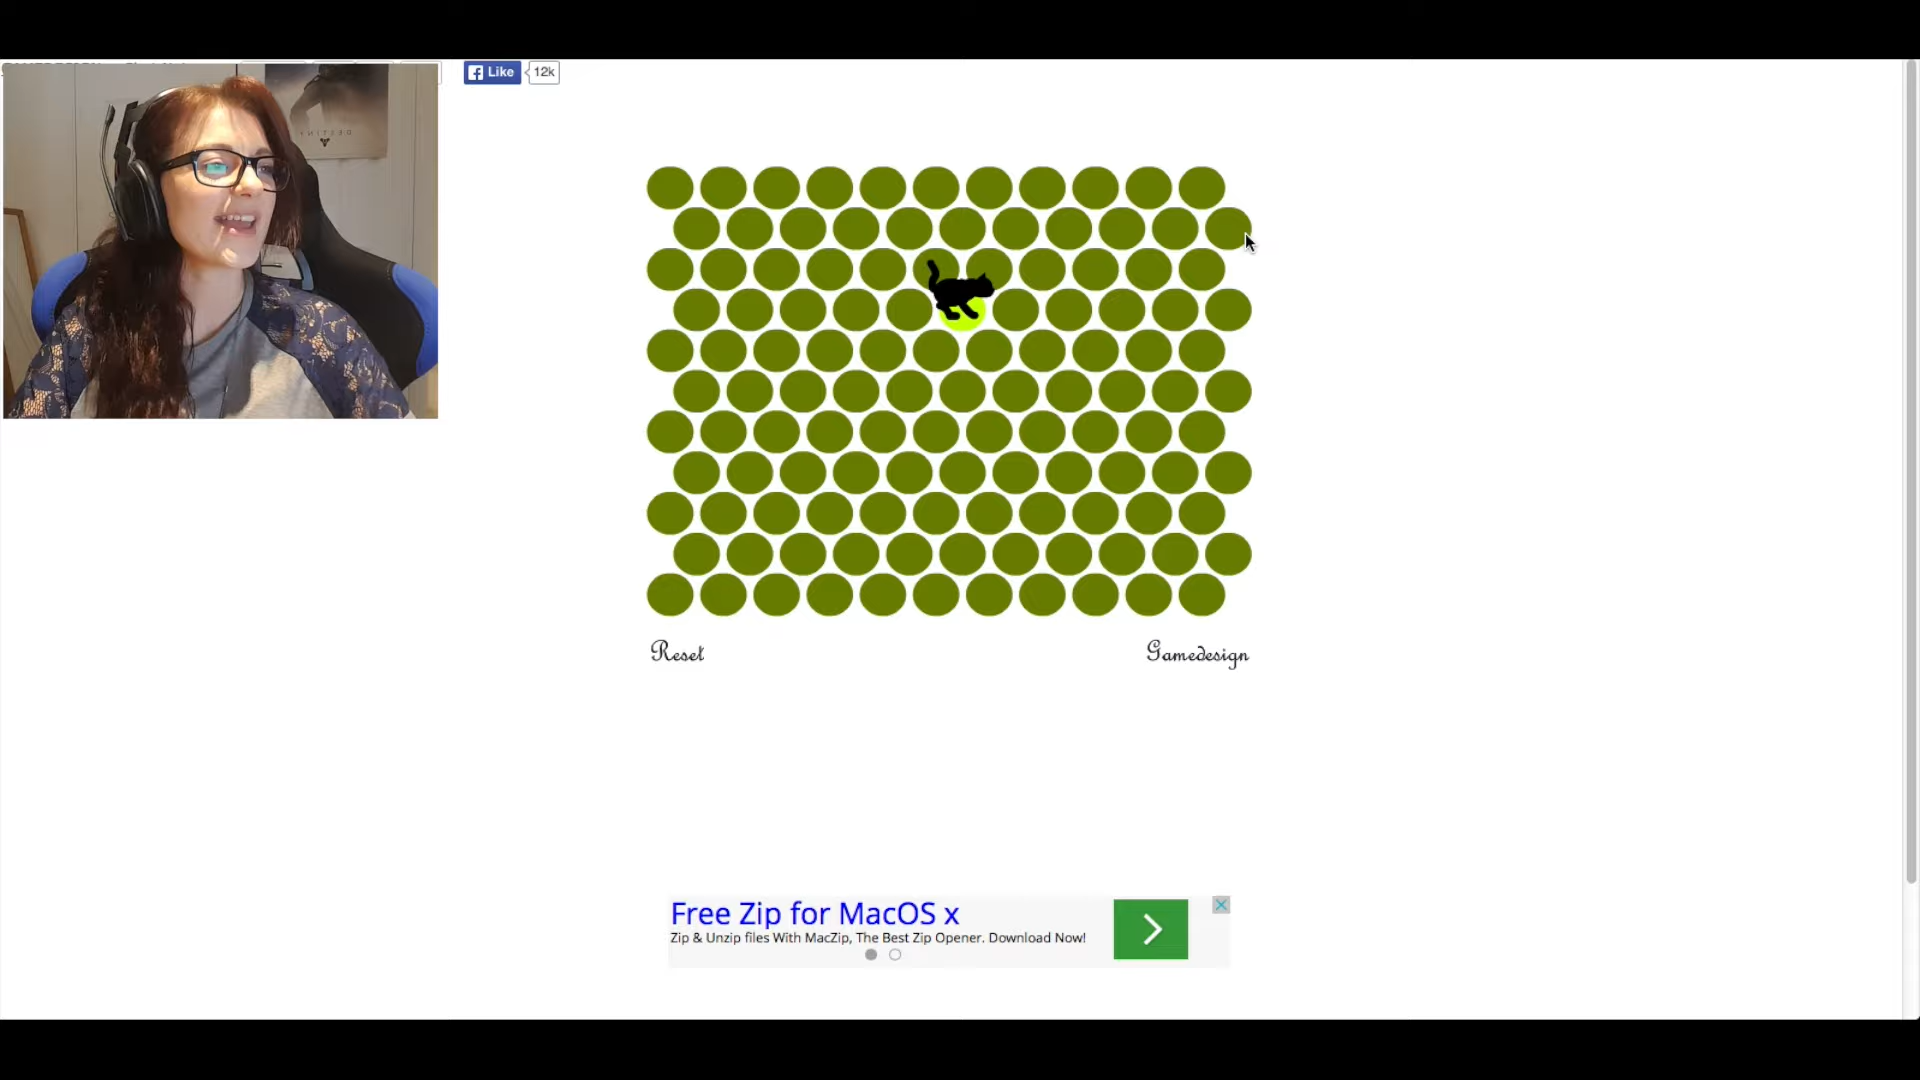 Like
12k
Reset
Gamedesign
Free Zip for MacOS x
Zip & Unzip files With MacZip, The Best Zip Opener. Download Now!